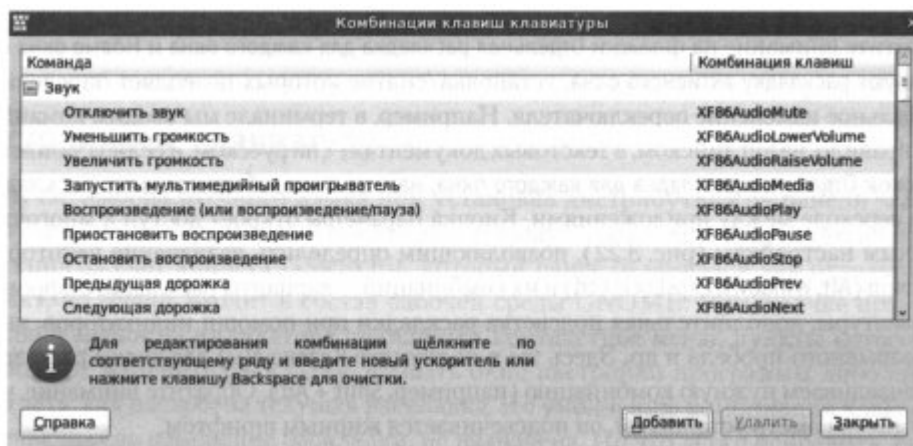 Комбинации клавиш клавиатуры
Команда Комбинация клавиш
Звук
Отключить звук XF86AudioMute
Уменьшить громкость XF86AudioLowerVolume
Увеличить громкость XF86AudioRaiseVolume
Запустить мультимедийный проигрыватель XF86AudioMedia
Воспроизведение (или воспроизведение/пауза) XF86AudioPlay
Приостановить воспроизведение XF86AudioPause
Остановить воспроизведение XF86AudioStop
Предыдущая дорожка XF86AudioPrev
Следующая дорожка XF86AudioNext
Для редактирования комбинации щёлкните по
соответствующему ряду и введите новый ускоритель или
нажмите клавишу Backspace для очистки.
Справка Добавить Удалить Закрыть